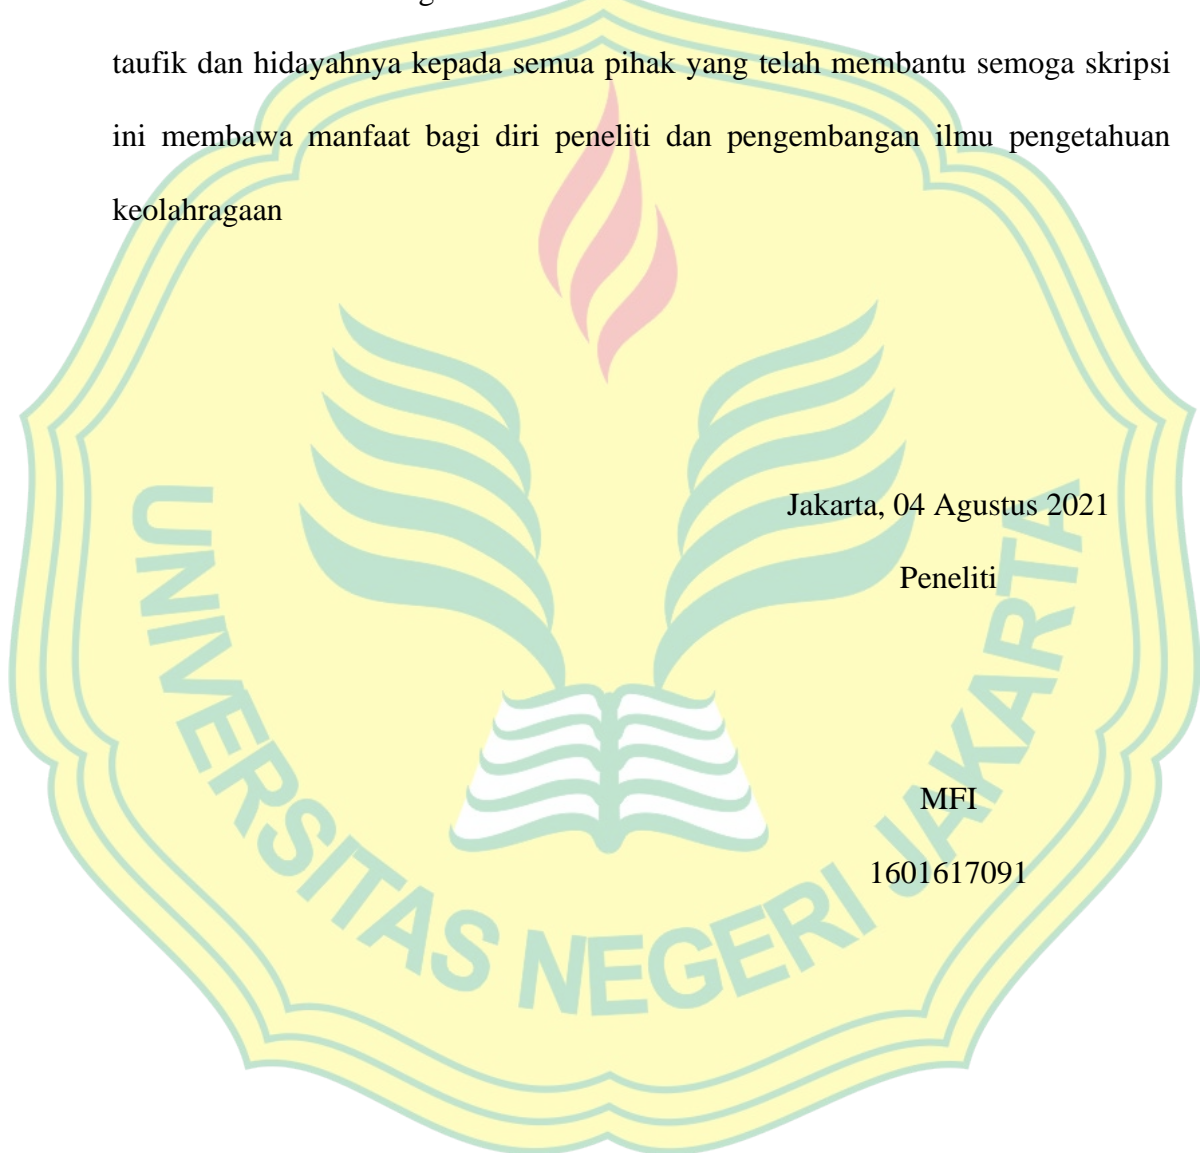 taufik dan hidayahnya kepada semua pihak yang telah membantu semoga skripsi
ini membawa manfaat bagi diri peneliti dan pengembangan ilmu pengetahuan
keolahragaan
Jakarta, 04 Agustus 2021
Peneliti
MFI
1601617091
UNIVERSITAS NEGERI JAKARTA